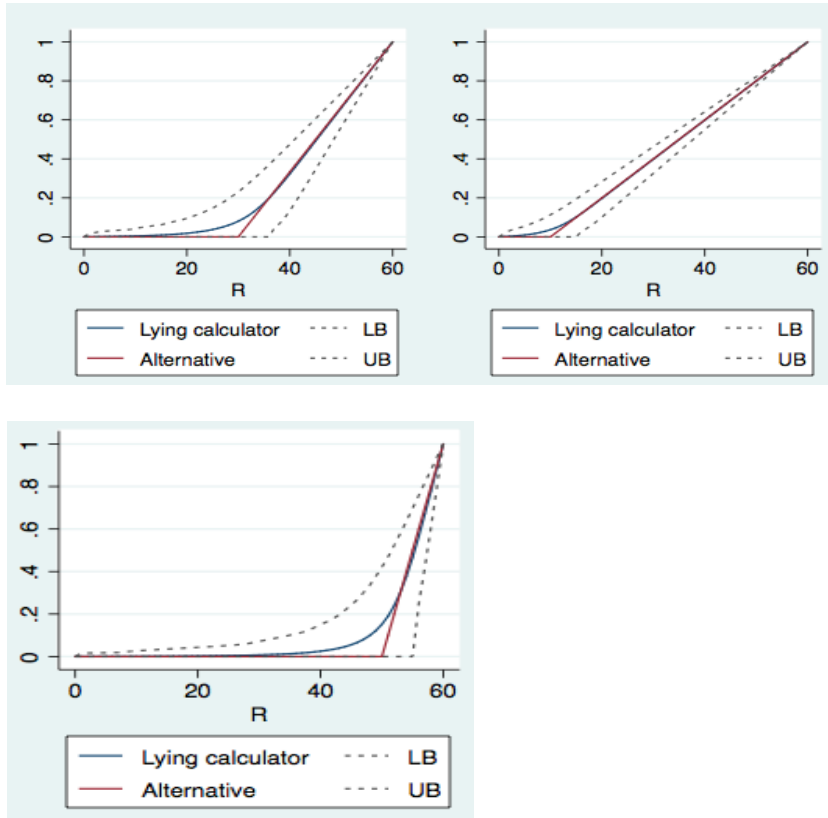 1
.8
.6
.4
.2
0
0 20 40 60
R
Lying calculator LB
Alternative UB
1
.8
.6
.4
.2
0
0 20 40 60
R
Lying calculator LB
Alternative UB
1
.8
.6
.4
.2
0
0 20 40 60
R
Lying calculator LB
Alternative UB